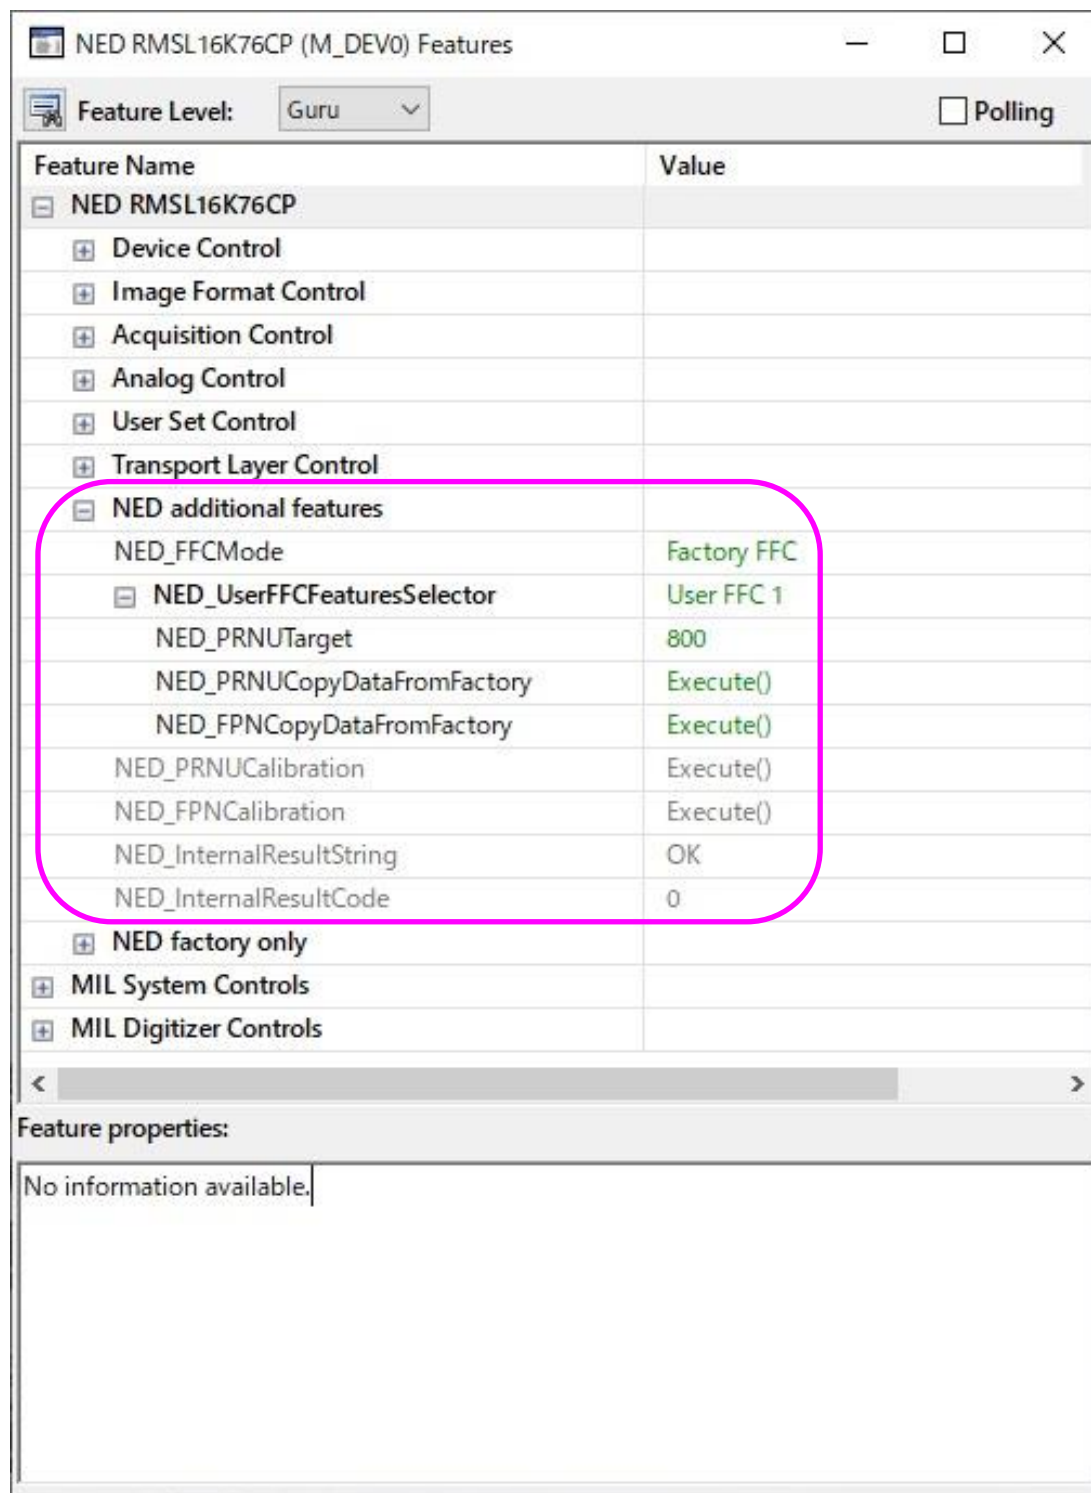 NED RMSL16K76CP (M_DEV0) Features
Feature Level: Guru Polling
Feature Name Value
NED RMSL16K76CP
Device Control
Image Format Control
Acquisition Control
Analog Control
User Set Control
Transport Layer Control
NED additional features
NED_FFCMode Factory FFC
NED_UserFFCFeaturesSelector User FFC 1
NED_PRNUTarget 800
NED_PRNUCopyDataFromFactory Execute()
NED_FPNCopyDataFromFactory Execute()
NED_PRNUCalibration Execute()
NED_FPNCalibration Execute()
NED_InternalResultString OK
NED_InternalResultCode 0
NED factory only
MIL System Controls
MIL Digitizer Controls
Feature properties:
No information available.